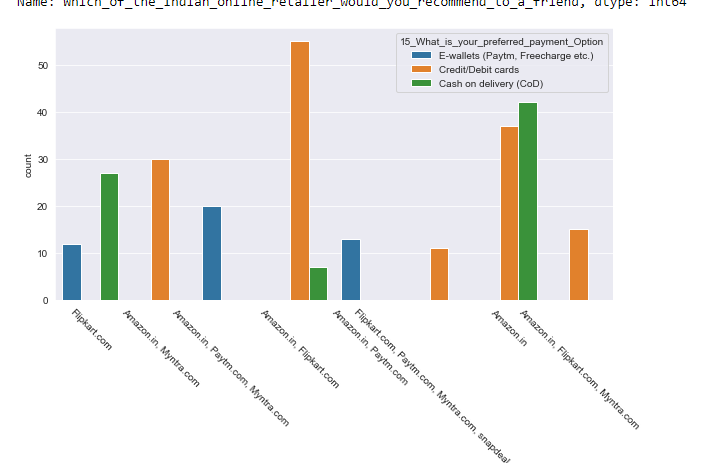 Name: Which_of_the_Indian_online_retailer_would_you_recommend_to_a_friend, dtype: int64
15_What_is_your_preferred_payment_Option
E-wallets (Paytm, Freecharge etc.)
Credit/Debit cards
Cash on delivery (CoD)
count
50
40
30
20
10
0
Flipkart.com
Amazon.in, Myntra.com
Amazon.in, Paytm.com, Myntra.com
Amazon.in, Flipkart.com
Amazon.in, Paytm.com
Flipkart.com, Paytm.com, Myntra.com, snapdeal
Amazon.in
Amazon.in, Flipkart.com, Myntra.com